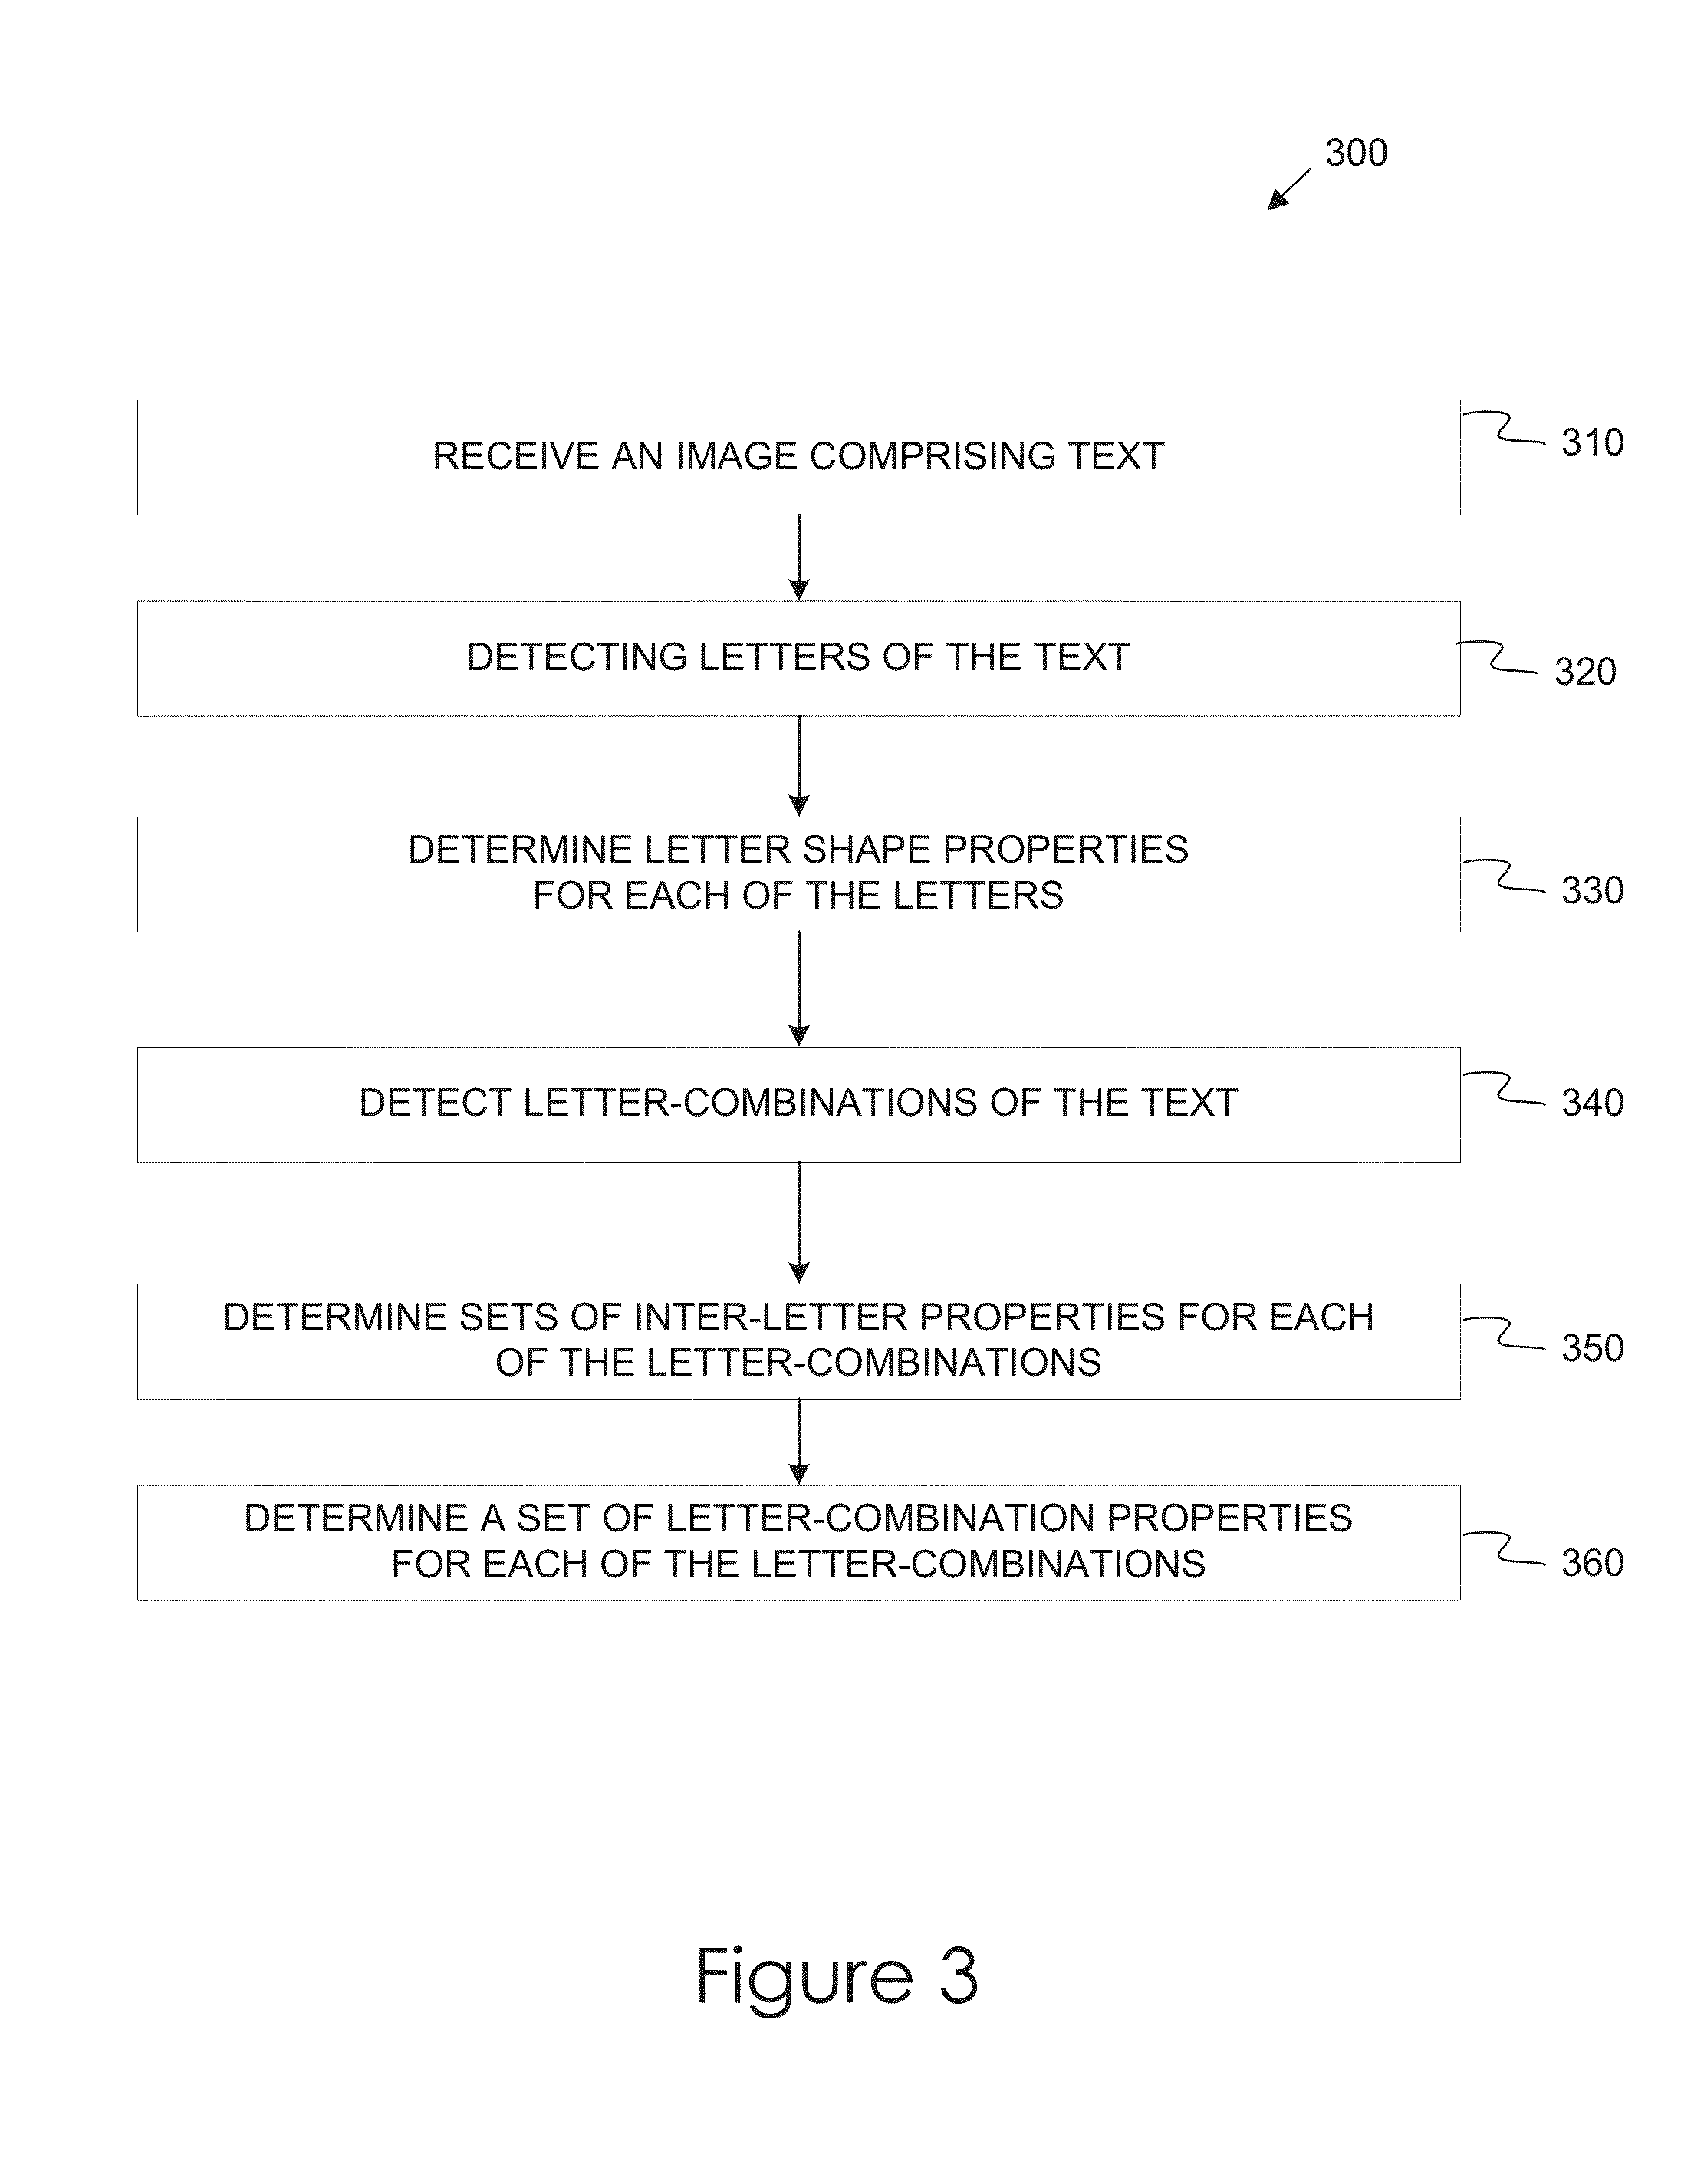 300
RECEIVE AN IMAGE COMPRISING TEXT
310
DETECTING LETTERS OF THE TEXT
320
DETERMINE LETTER SHAPE PROPERTIES
FOR EACH OF THE LETTERS
330
DETECT LETTER-COMBINATIONS OF THE TEXT
340
DETERMINE SETS OF INTER-LETTER PROPERTIES FOR EACH
OF THE LETTER-COMBINATIONS
350
DETERMINE A SET OF LETTER-COMBINATION PROPERTIES
FOR EACH OF THE LETTER-COMBINATIONS
360
Figure 3